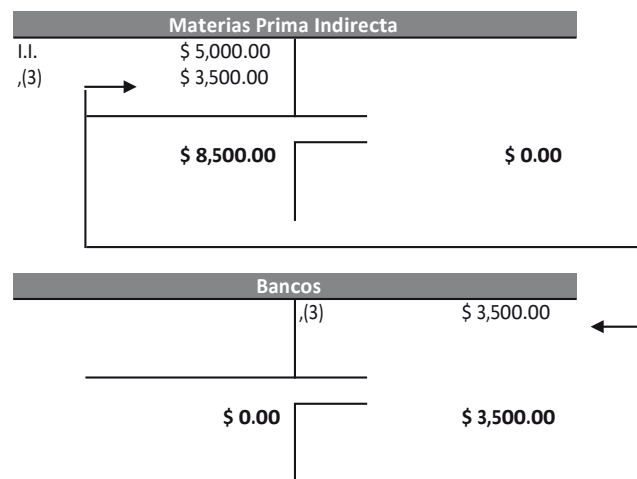 Materias Prima Indirecta
I.I. $ 5,000.00
,(3) $ 3,500.00
$ 8,500.00 $ 0.00
Bancos
,(3) $ 3,500.00
$ 0.00 $ 3,500.00